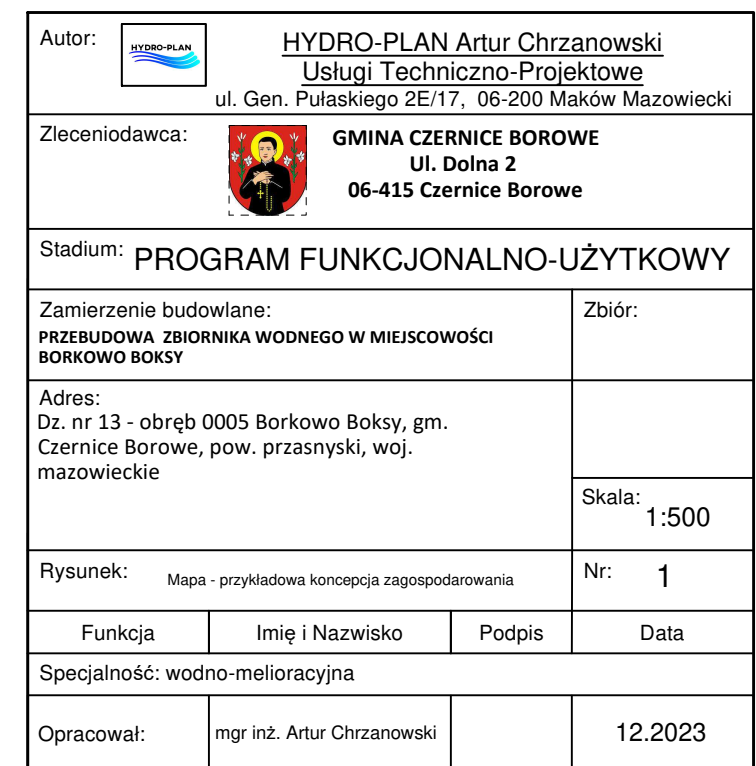 Autor:
HYDRO-PLAN
HYDRO-PLAN Artur Chrzanowski
Usługi Techniczno-Projektowe
ul. Gen. Pułaskiego 2E/17, 06-200 Maków Mazowiecki
Zleceniodawca:
GMINA CZERNICE BOROWE
Ul. Dolna 2
06-415 Czernice Borowe
Stadium: PROGRAM FUNKCJONALNO-UŻYTKOWY
Zamierzenie budowlane:
PRZEBUDOWA ZBIORNIKA WODNEGO W MIEJSCOWOŚCI
BORKOWO BOKSY
Zbiór:
Adres:
Dz. nr 13 - obręb 0005 Borkowo Boksy, gm.
Czernice Borowe, pow. przasnyski, woj.
mazowieckie
Skala:
1:500
Rysunek: Mapa - przykładowa koncepcja zagospodarowania
Nr: 1
Funkcja Imię i Nazwisko Podpis Data
Specjalność: wodno-melioracyjna
Opracował: mgr inż. Artur Chrzanowski 12.2023